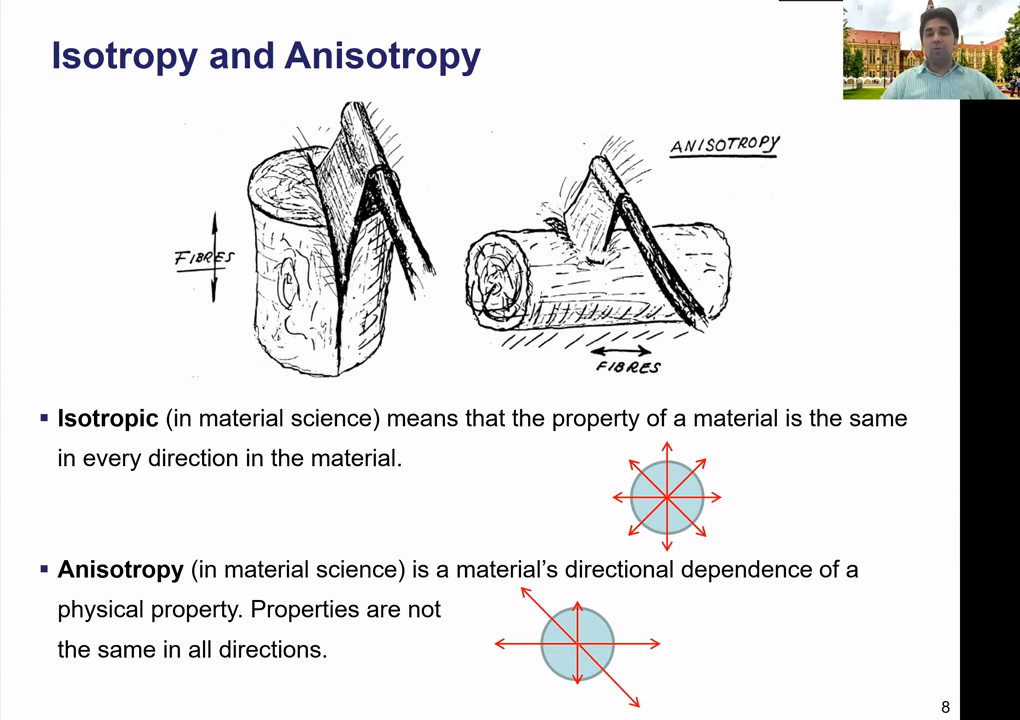 Isotropy and Anisotropy
ANISOTROPY
FIBRES
FIBRES
▪ Isotropic (in material science) means that the property of a material is the same
in every direction in the material.
▪ Anisotropy (in material science) is a material’s directional dependence of a
physical property. Properties are not
the same in all directions.
8